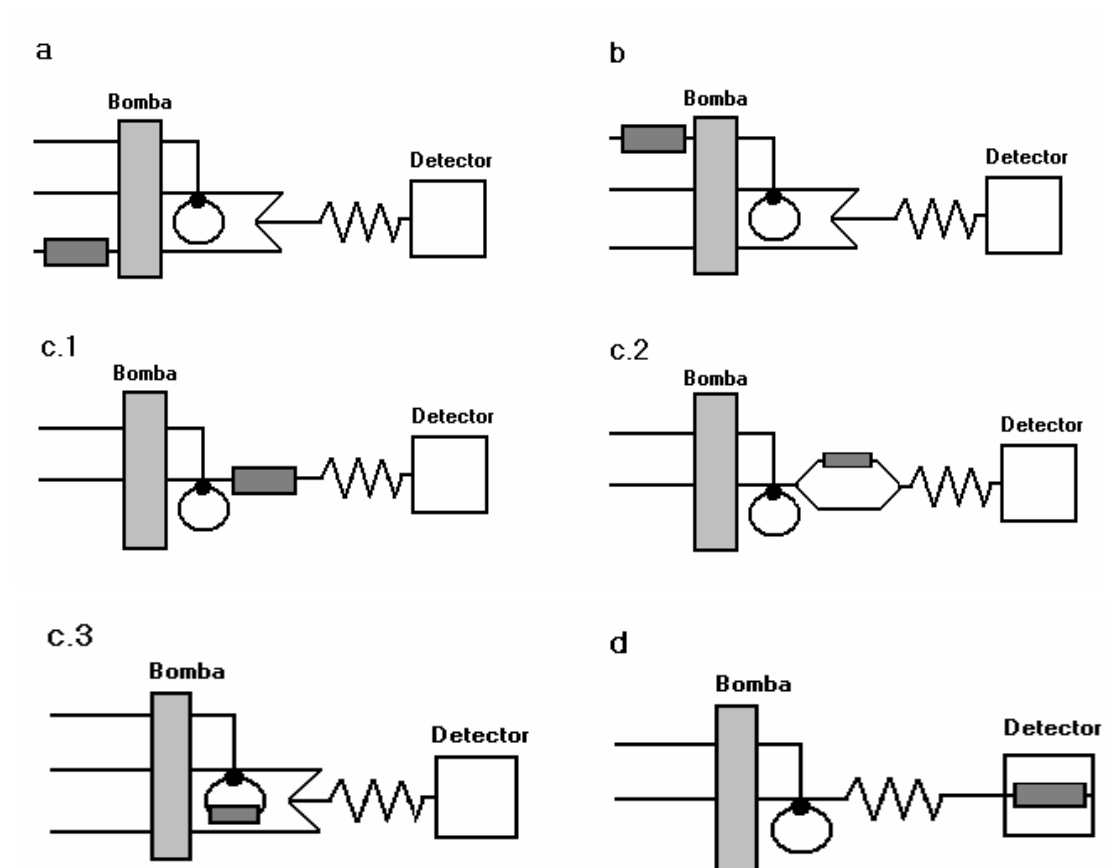 a
Bomba
Detector
b
Bomba
Detector
c.1
Bomba
Detector
c.2
Bomba
Detector
c.3
Bomba
Detector
d
Bomba
Detector